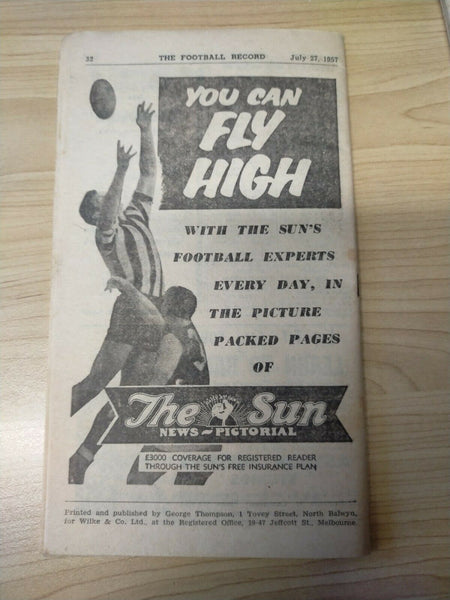 32 THE FOOTBALL RECORD July 27, 1957
YOU CAN
FLY
HIGH
WITH THE SUN'S
FOOTBALL EXPERTS
EVERY DAY, IN
THE PICTURE
PACKED PAGES
OF
The Sun
NEWS-PICTORIAL
£3000 COVERAGE FOR REGISTERED READER
THROUGH THE SUN'S FREE INSURANCE PLAN
Printed and published by George Thompson, 1 Tovey Street, North Balwyn,
for Wilke & Co. Ltd., at the Registered Office, 19-47 Jeffcott St., Melbourne.